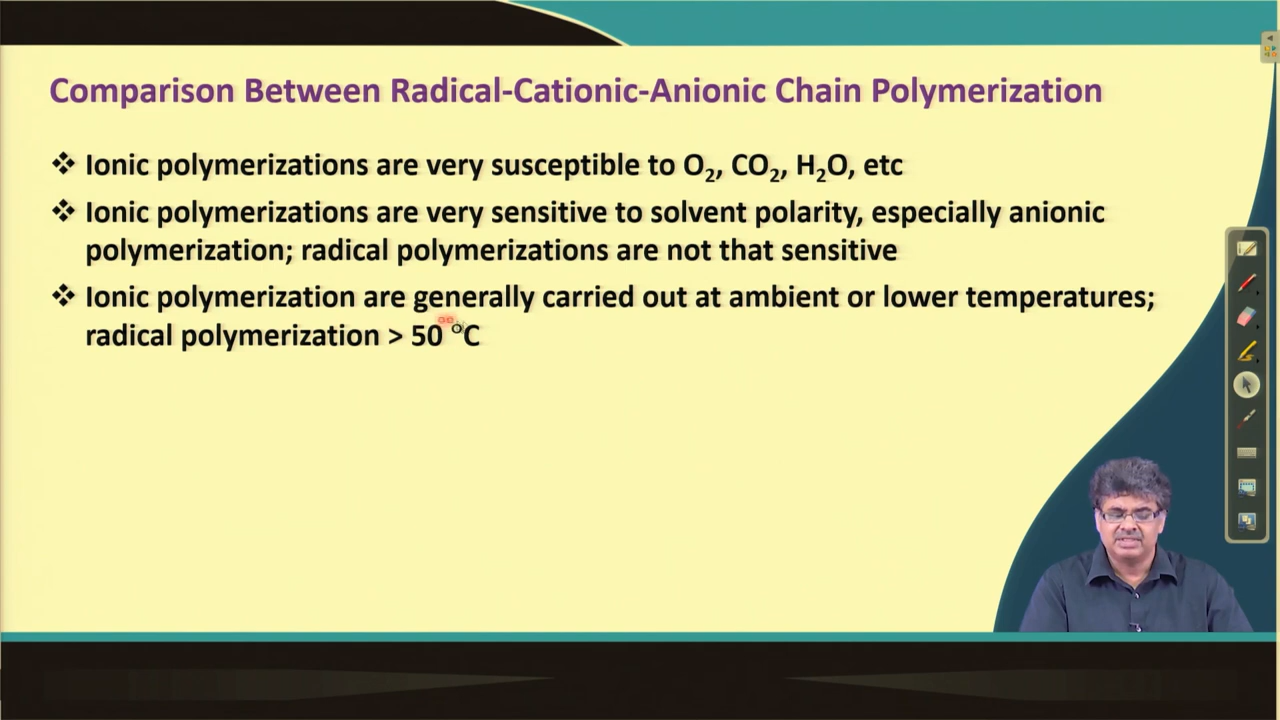 Comparison Between Radical-Cationic-Anionic Chain Polymerization
❖ Ionic polymerizations are very susceptible to O₂, CO₂, H₂O, etc
❖ Ionic polymerizations are very sensitive to solvent polarity, especially anionic
polymerization; radical polymerizations are not that sensitive
❖ Ionic polymerization are generally carried out at ambient or lower temperatures;
radical polymerization > 50 °C